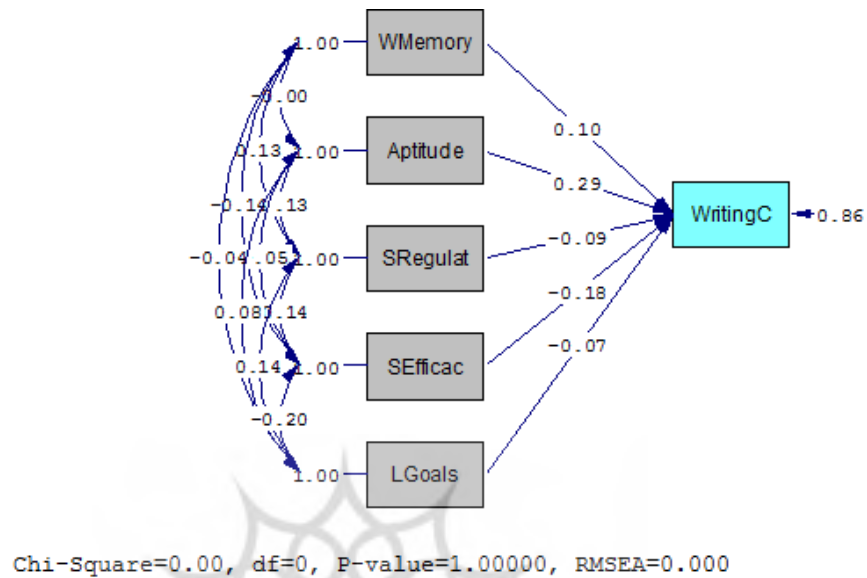 1.00 WMemory
-0.00
0.10
0.13 1.00 Aptitude
0.29
-0.14 .13
WritingC 0.86
-0.04 .05 1.00 SRegulat -0.09
-0.18
0.08 .14
-0.07
0.14 1.00 SEfficac
-0.20
1.00 LGoals
Chi-Square=0.00, df=0, P-value=1.00000, RMSEA=0.000